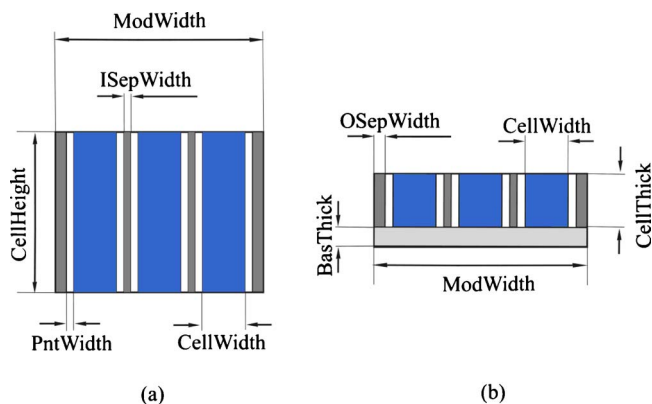 ModWidth
ISepWidth
CellHeight
PntWidth
CellWidth
(a)
OSepWidth
CellWidth
BasThick
CellThick
ModWidth
(b)